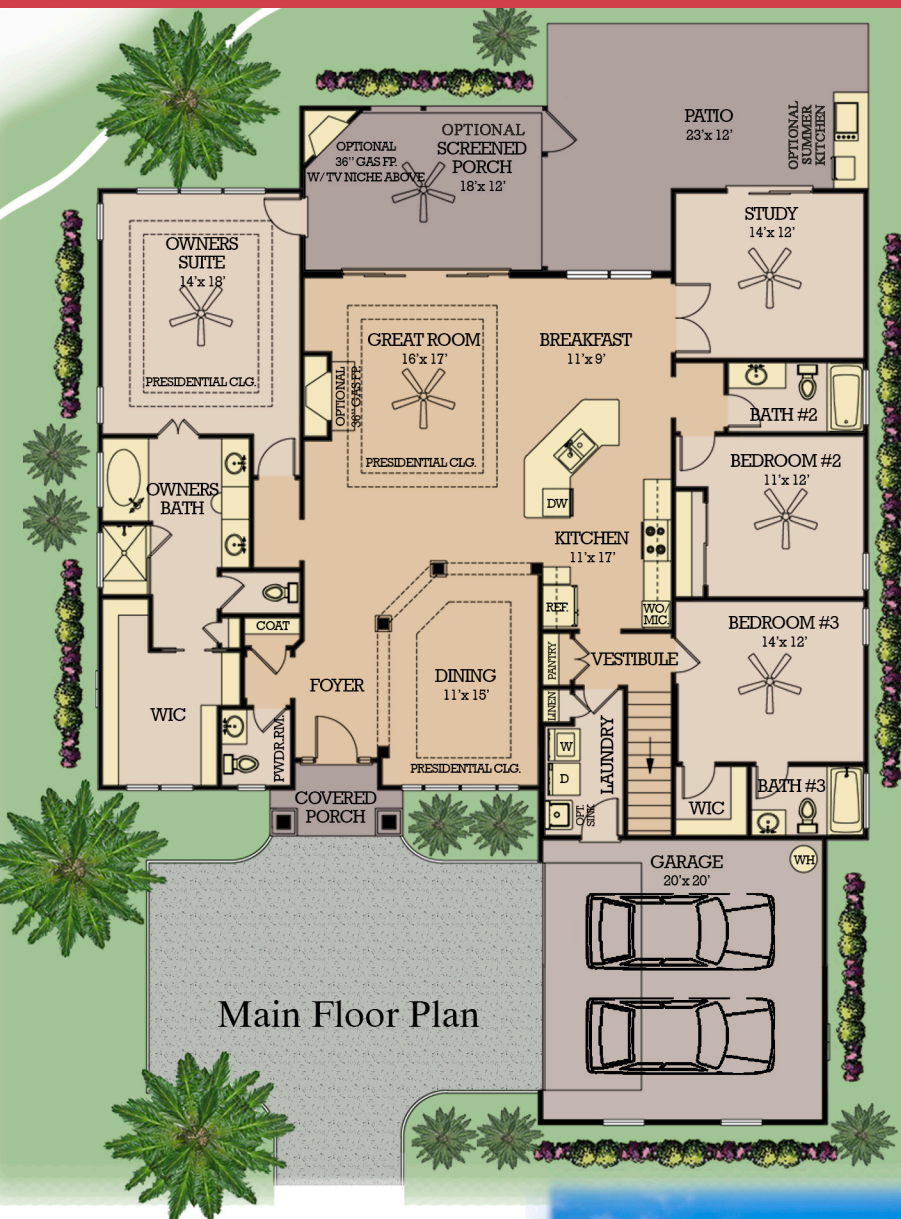 PATIO
23'x 12'
OPTIONAL
SUMMER
KITCHEN
OPTIONAL
SCREENED
PORCH
18'x 12'
OPTIONAL
36" GAS FP.
W/ TV NICHE ABOVE
STUDY
14'x 12'
OWNERS
SUITE
14'x 18'
PRESIDENTIAL CLG.
GREAT ROOM
16'x 17'
OPTIONAL
36" GAS FP.
PRESIDENTIAL CLG.
BREAKFAST
11'x 9'
BATH #2
BEDROOM #2
11'x 12'
OWNERS
BATH
DW
KITCHEN
11'x 17'
REF.
WO/
MIC.
COAT
BEDROOM #3
14'x 12'
PANTRY
VESTIBULE
FOYER
DINING
11'x 15'
PRESIDENTIAL CLG.
WIC
LINEN
LAUNDRY
W
D
OPT.
SINK
PWDR.RM.
BATH #3
WIC
COVERED
PORCH
GARAGE
20'x 20'
WH
Main Floor Plan